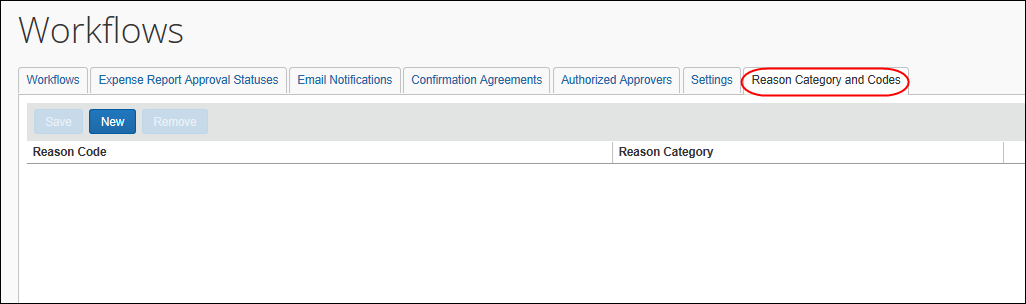 Workflows
Workflows Expense Report Approval Statuses Email Notifications Confirmation Agreements Authorized Approvers Settings Reason Category and Codes
Save New Remove
Reason Code Reason Category